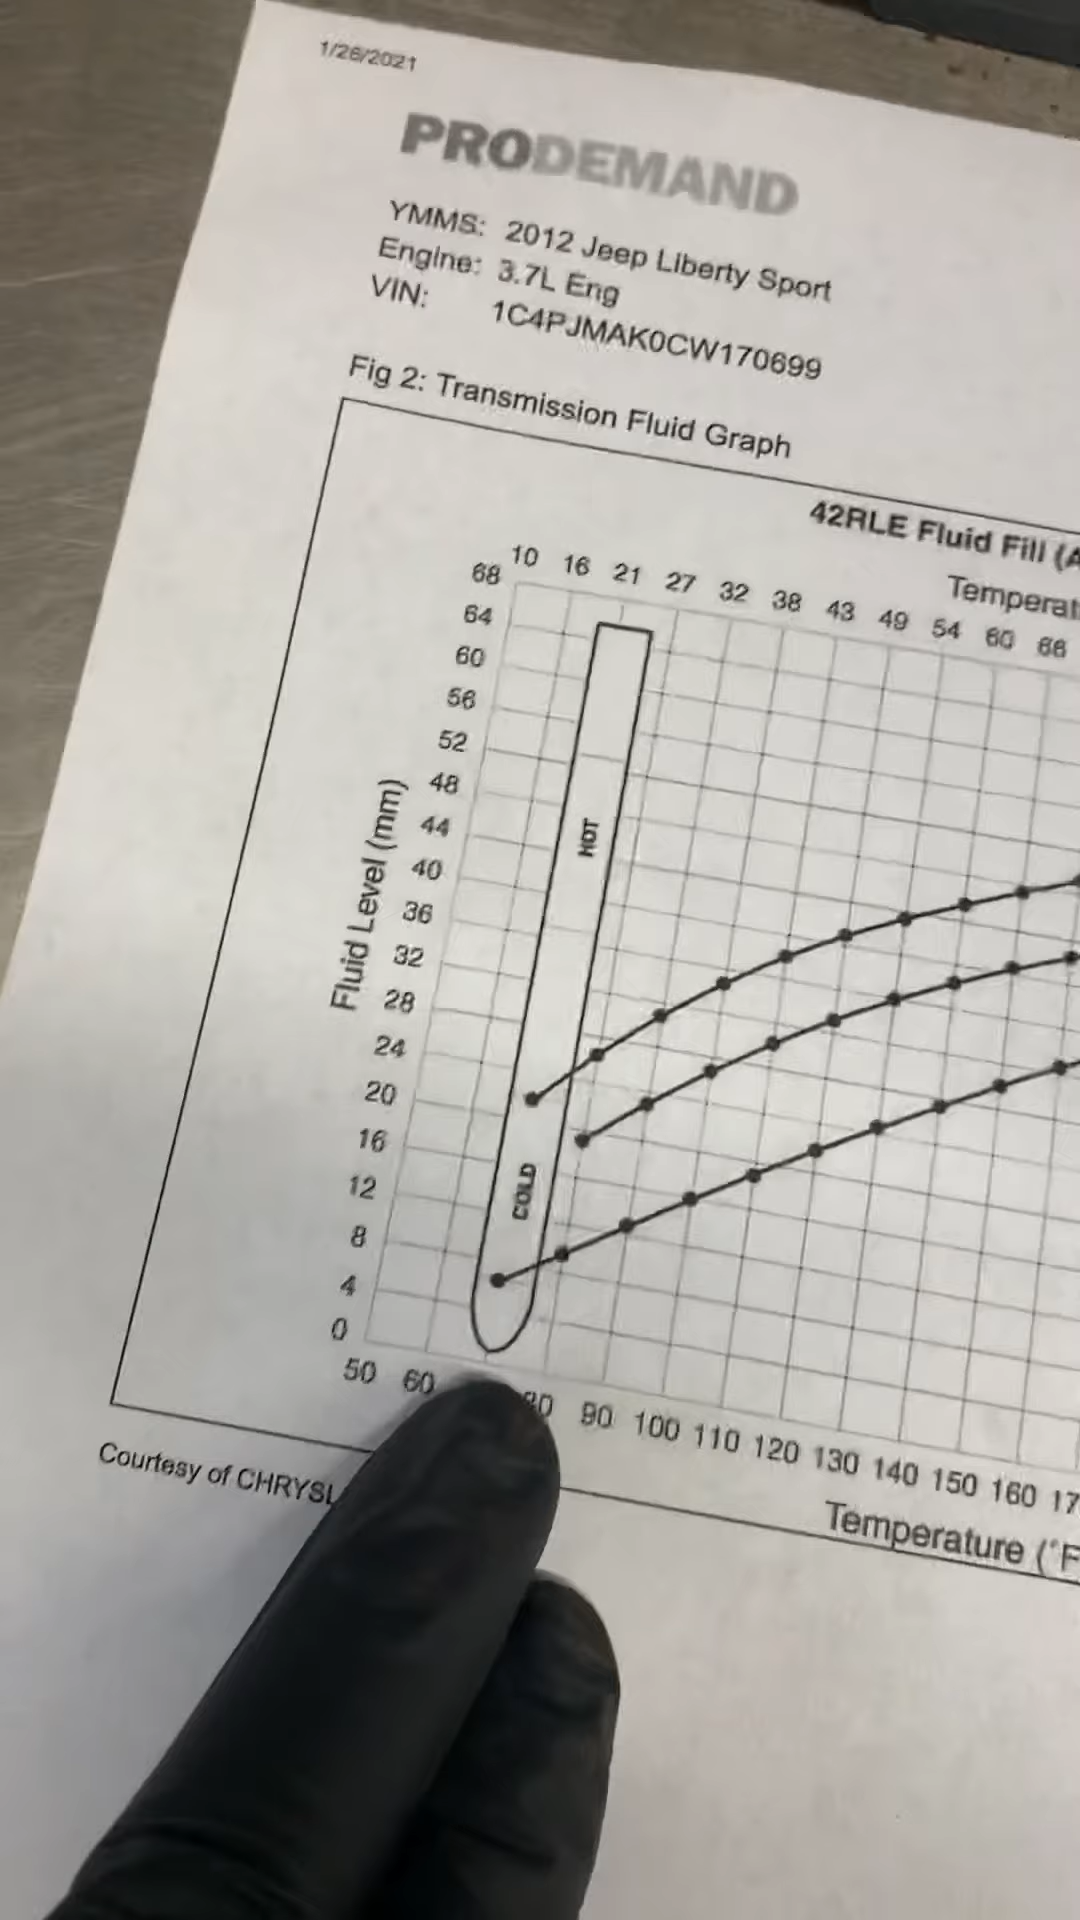 1/26/2021
PRODEMAND
YMMS: 2012 Jeep Liberty Sport
Engine: 3.7L Eng
VIN: 1C4PJMAK0CW170699
Fig 2: Transmission Fluid Graph
42RLE Fluid Fill (A
Temperat
10 16 21 27 32 38 43 49 54 60 66
68
64
60
56
52
48
44
40
36
32
28
24
20
16
12
8
4
0
Fluid Level (mm)
HOT
COLD
50 60 80 90 100 110 120 130 140 150 160 17
Temperature (°F
Courtesy of CHRYSL